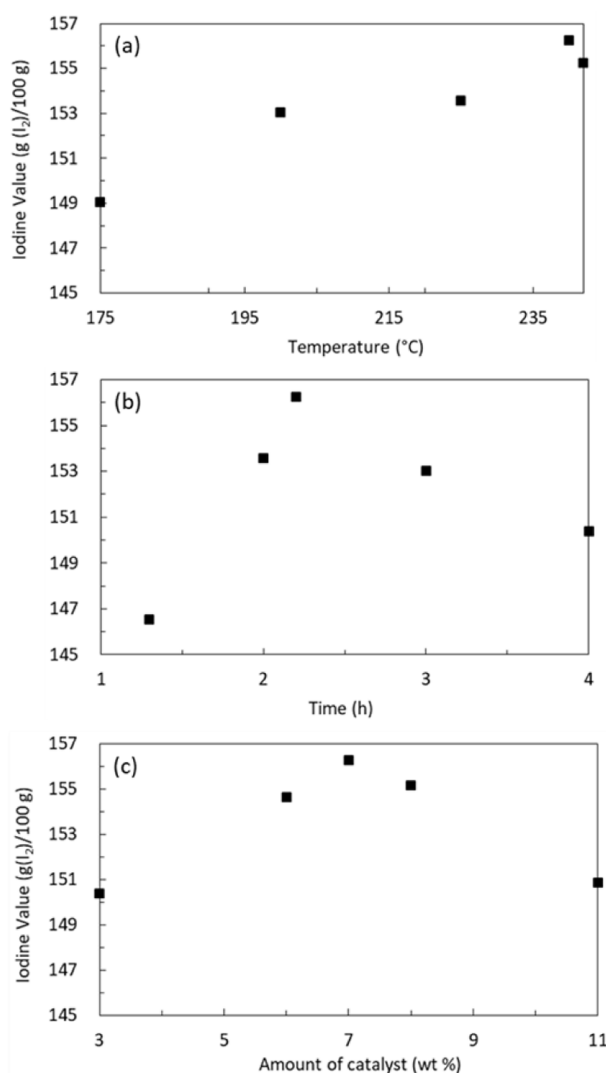 (a)
Iodine Value (g (I₂)/100 g)
157
155
153
151
149
147
145
175 195 215 235
Temperature (°C)
(b)
157
155
153
151
149
147
145
1 2 3 4
Time (h)
(c)
Iodine Value (g(I₂)/100 g)
157
155
153
151
149
147
145
3 5 7 9 11
Amount of catalyst (wt %)